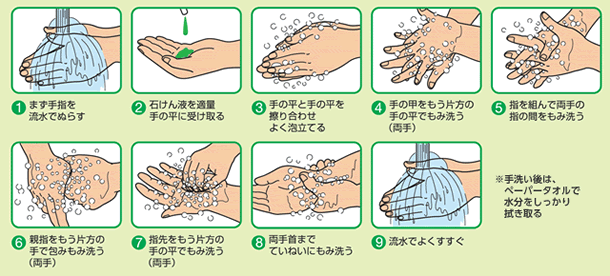 1 まず手指を
流水でぬらす
2 石けん液を適量
手の平に受け取る
3 手の平と手の平を
擦り合わせ
よく泡立てる
4 手の甲をもう片方の
手の平でもみ洗う
(両手)
5 指を組んで両手の
指の間をもみ洗う
6 親指をもう片方の
手で包みもみ洗う
(両手)
7 指先をもう片方の
手の平でもみ洗う
(両手)
8 両手首まで
ていねいにもみ洗う
9 流水でよくすすぐ
※手洗い後は、
ペーパータオルで
水分をしっかり
拭き取る